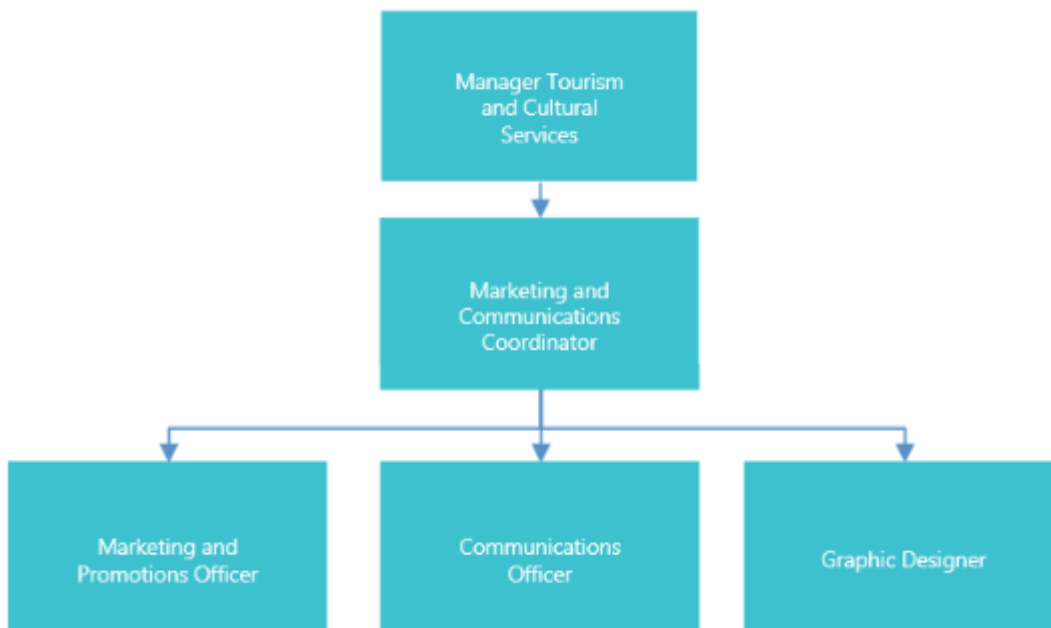 Manager Tourism
and Cultural
Services
Marketing and
Communications
Coordinator
Marketing and
Promotions Officer
Communications
Officer
Graphic Designer